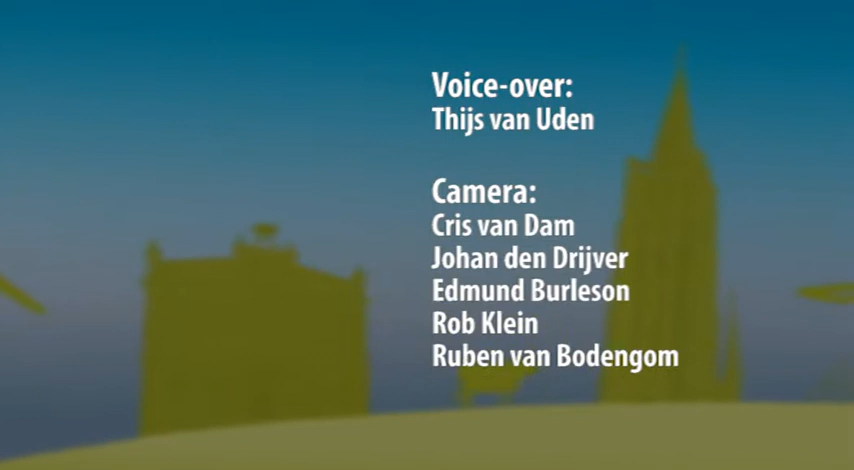 Voice-over:
Thijs van Uden
Camera:
Cris van Dam
Johan den Drijver
Edmund Burleson
Rob Klein
Ruben van Bodengom